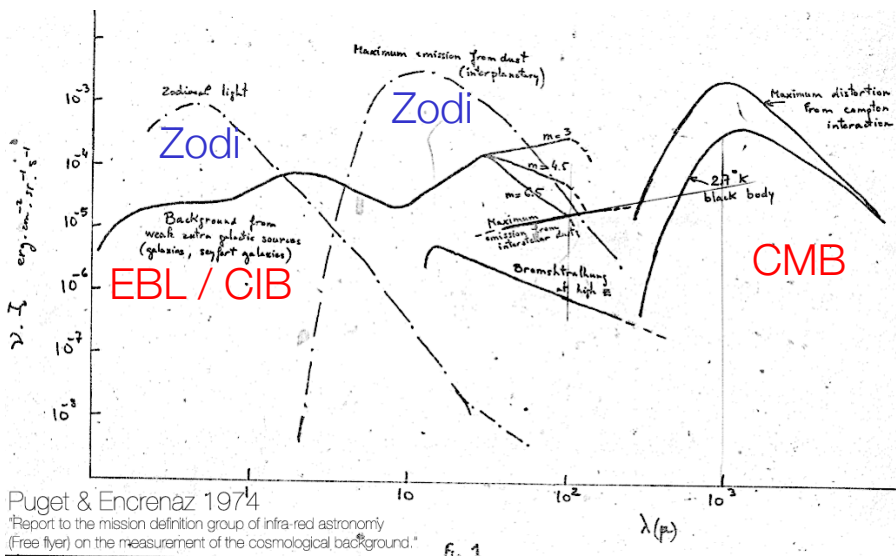 Maximum emission from dust
(interplanetary)
Zodiacal light
Zodi
Zodi
10⁻³
10⁻⁴
10⁻⁵
10⁻⁶
10⁻⁷
10⁻⁸
erg.cm⁻².sr⁻¹.s⁻¹
m=3
m=4.5
m=6.5
Maximum distortion
from compton
interaction
2.7°K
black body
Background from
weak extra galactic sources
(galaxies, seyfert galaxies)
EBL / CIB
Maximum
emission from
interstellar dust
Bremshtralhung
at high
CMB
1
10
10²
10³
λ(μ)
Puget & Encrenaz 1974
"Report to the mission definition group of infra-red astronomy
(Free flyer) on the measurement of the cosmological background."
fi. 1